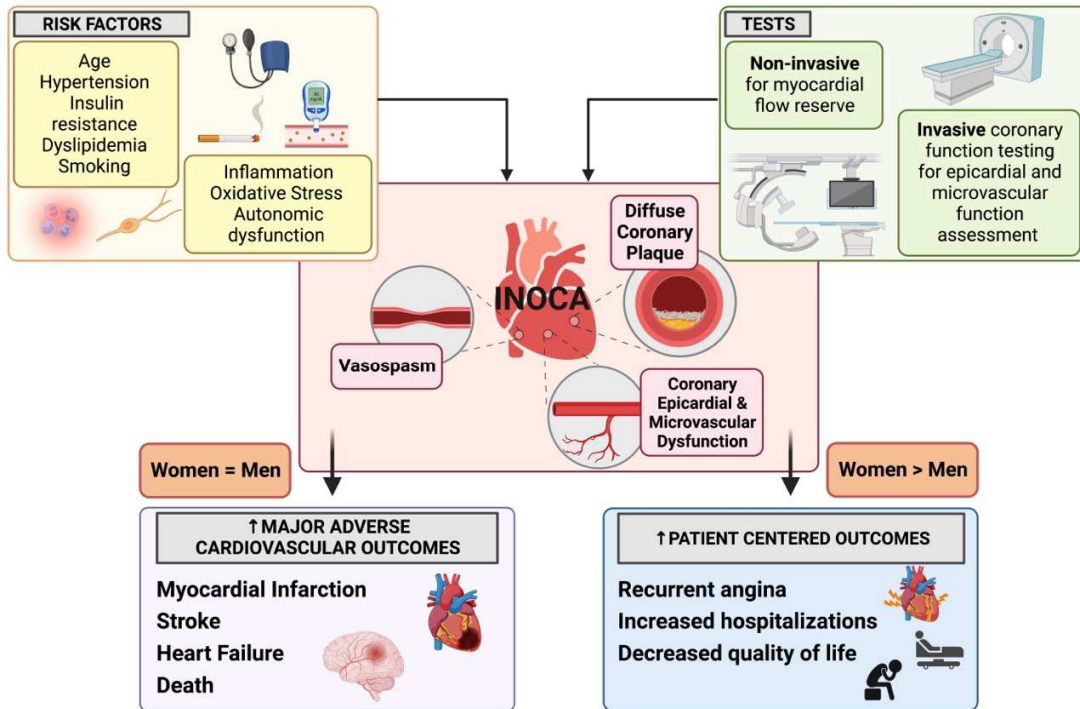 RISK FACTORS
Age
Hypertension
Insulin
resistance
Dyslipidemia
Smoking
Inflammation
Oxidative Stress
Autonomic
dysfunction
TESTS
Non-invasive
for myocardial
flow reserve
Invasive coronary
function testing
for epicardial and
microvascular
function
assessment
INOCA
Diffuse
Coronary
Plaque
Vasospasm
Coronary
Epicardial &
Microvascular
Dysfunction
Women = Men
↑MAJOR ADVERSE
CARDIOVASCULAR OUTCOMES
Myocardial Infarction
Stroke
Heart Failure
Death
Women > Men
↑PATIENT CENTERED OUTCOMES
Recurrent angina
Increased hospitalizations
Decreased quality of life